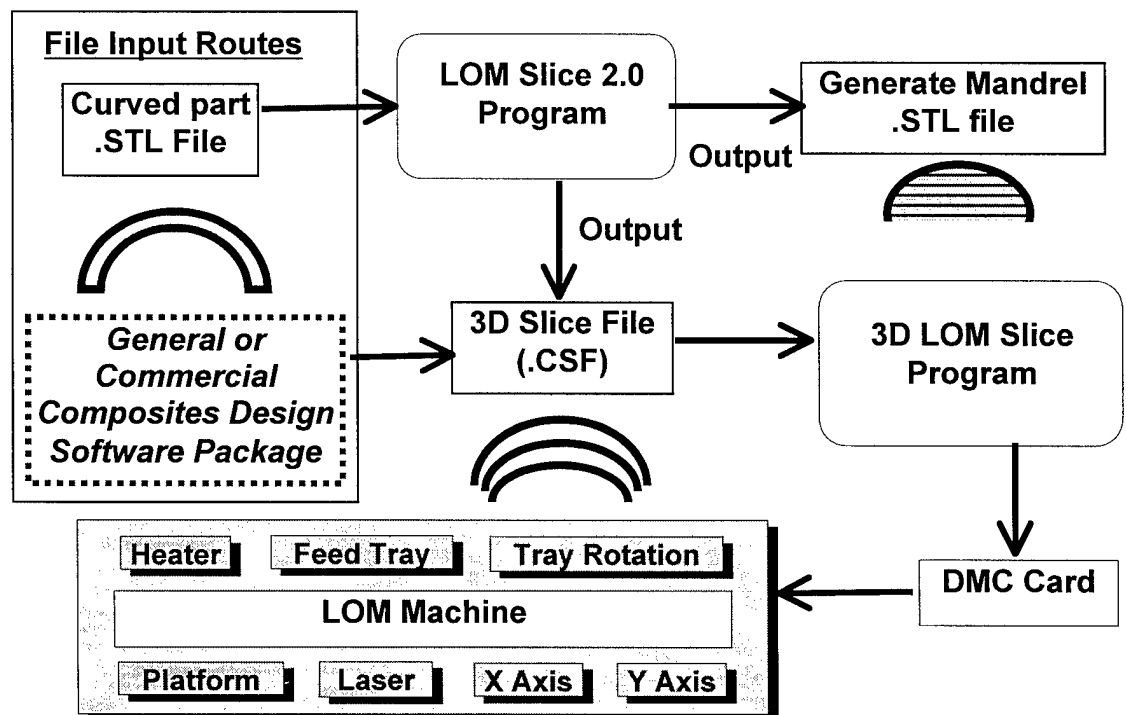 File Input Routes
Curved part
.STL File
General or
Commercial
Composites Design
Software Package
LOM Slice 2.0
Program
Output
Generate Mandrel
.STL file
Output
3D Slice File
(.CSF)
3D LOM Slice
Program
DMC Card
Heater
Feed Tray
Tray Rotation
LOM Machine
Platform
Laser
X Axis
Y Axis